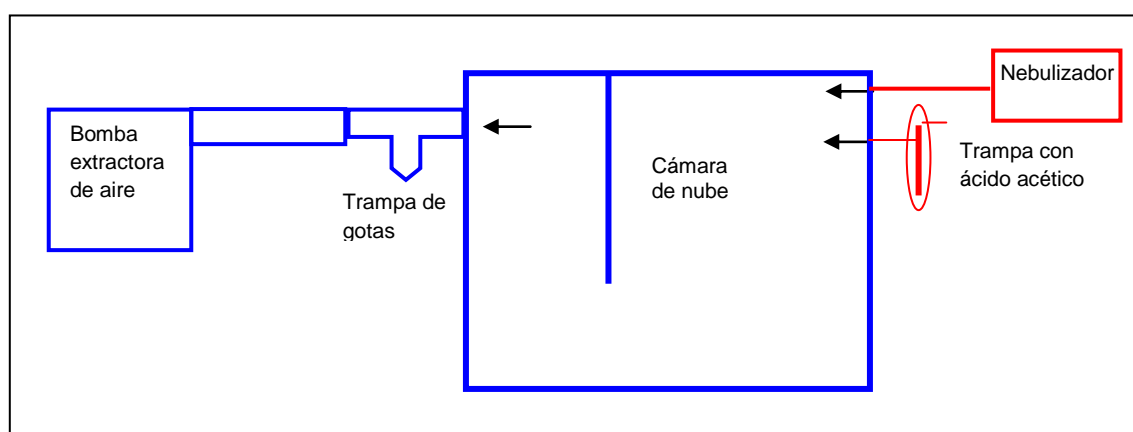 Nebulizador
Bomba
extractora
de aire
Trampa de
gotas
Cámara
de nube
Trampa con
ácido acético